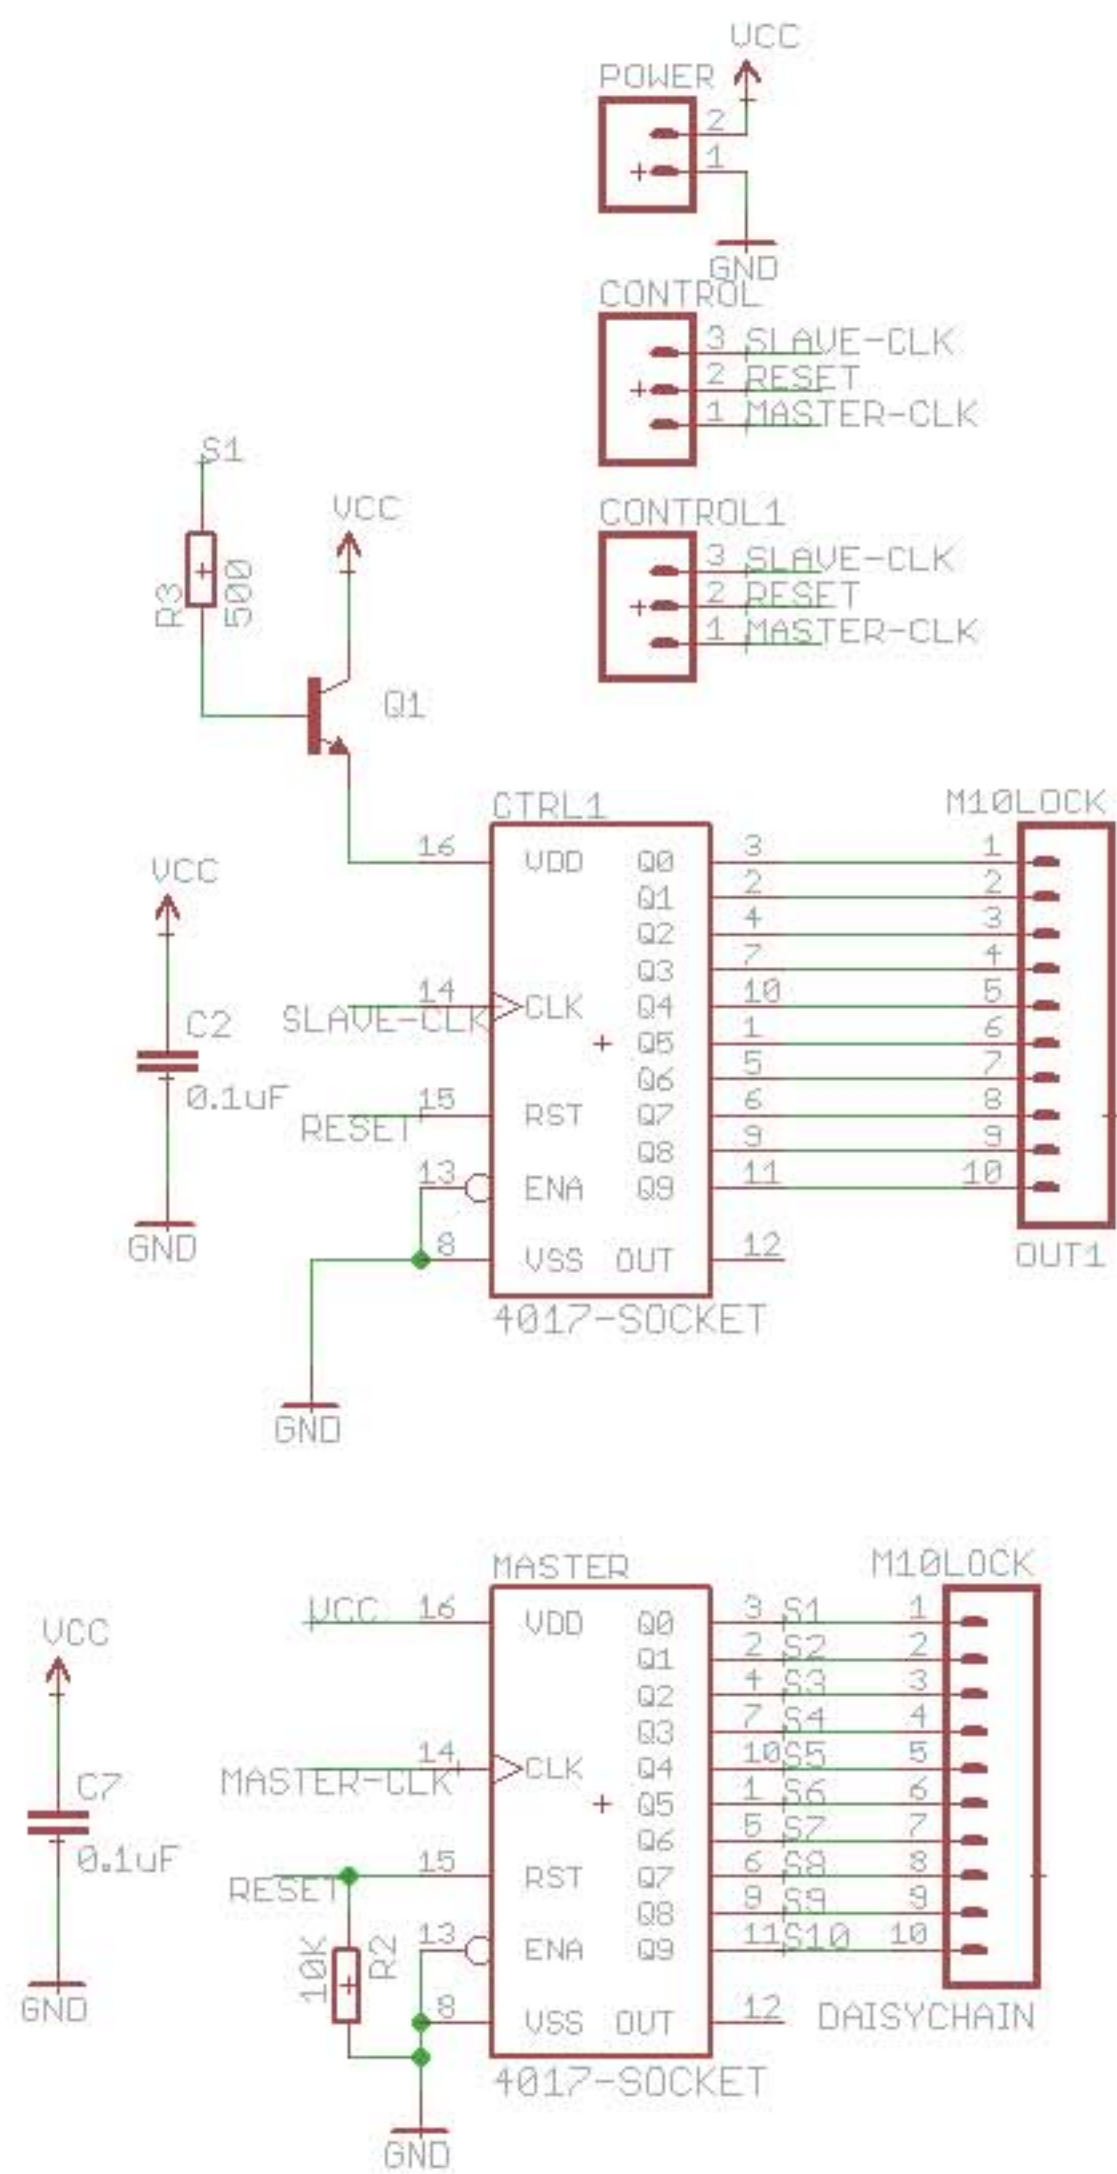 VCC
POWER
2
1
GND
CONTROL
3 SLAVE-CLK
2 RESET
1 MASTER-CLK
S1
VCC
CONTROL1
3 SLAVE-CLK
2 RESET
1 MASTER-CLK
R3
500
Q1
CTRL1
M10LOCK
16 VDD Q0 3 1
Q1 2 2
Q2 4 3
Q3 7 4
SLAVE-CLK 14 CLK Q4 10 5
Q5 1 6
Q6 5 7
RESET 15 RST Q7 6 8
Q8 9 9
13 ENA Q9 11 10
8 VSS OUT 12
OUT1
4017-SOCKET
VCC
C2
0.1uF
GND
GND
MASTER
M10LOCK
VCC 16 VDD Q0 3 S1 1
Q1 2 S2 2
Q2 4 S3 3
Q3 7 S4 4
MASTER-CLK 14 CLK Q4 10 S5 5
Q5 1 S6 6
Q6 5 S7 7
RESET 15 RST Q7 6 S8 8
Q8 9 S9 9
13 ENA Q9 11 S10 10
8 VSS OUT 12
DAISYCHAIN
4017-SOCKET
10K
R2
VCC
C7
0.1uF
GND
GND